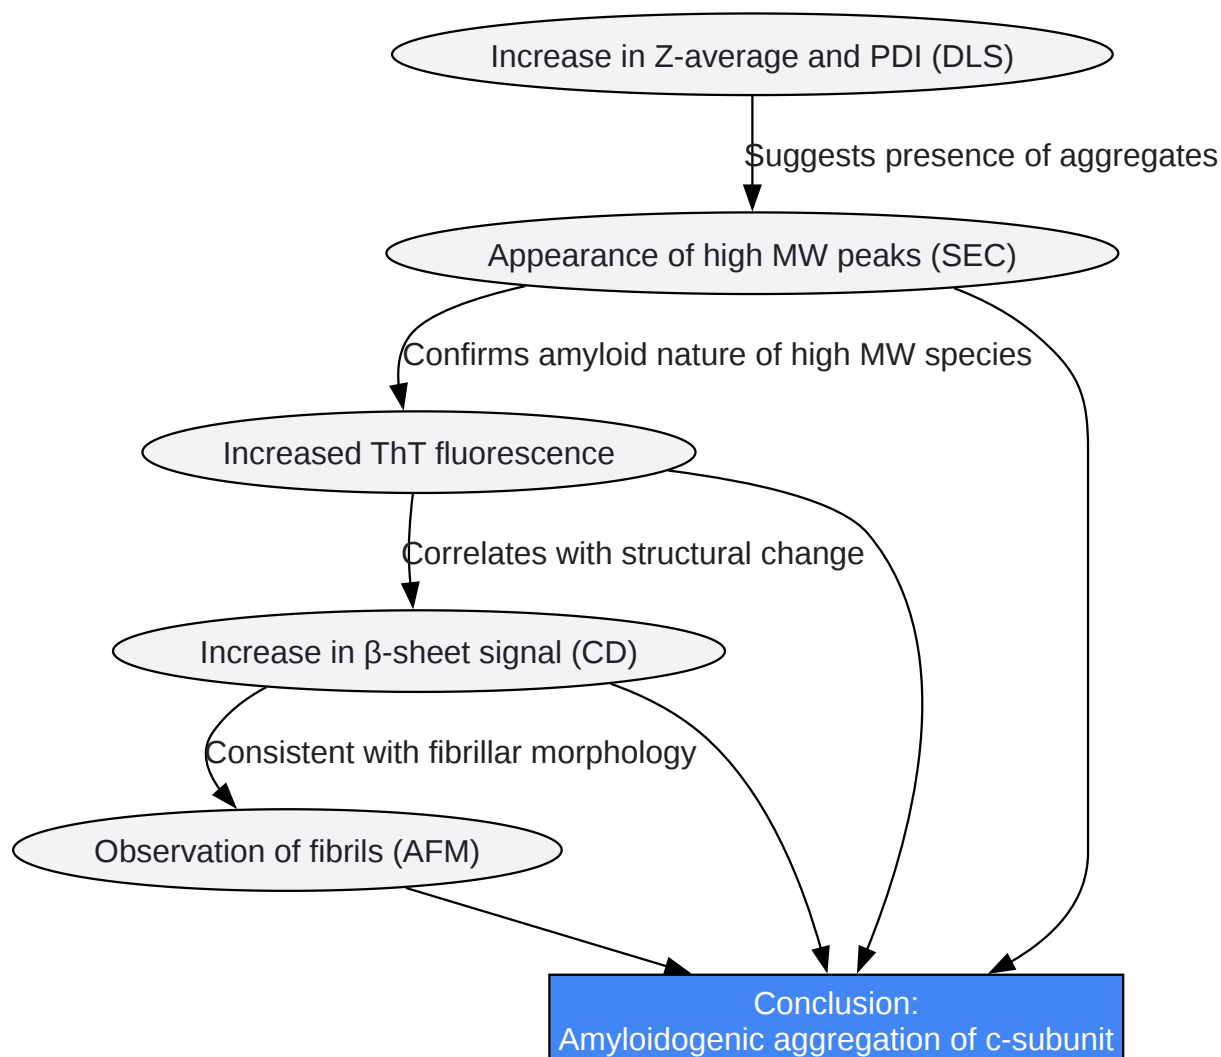 Increase in Z-average and PDI (DLS)
Suggests presence of aggregates
Appearance of high MW peaks (SEC)
Confirms amyloid nature of high MW species
Increased ThT fluorescence
Correlates with structural change
Increase in β-sheet signal (CD)
Consistent with fibrillar morphology
Observation of fibrils (AFM)
Conclusion:
Amyloidogenic aggregation of c-subunit